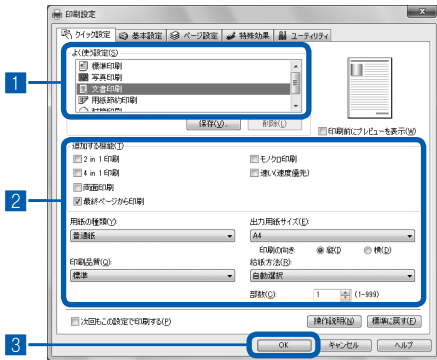 印刷設定
クイック設定 基本設定 ページ設定 特殊効果 ユーティリティ
よく使う設定(S)
1
標準印刷
写真印刷
文書印刷
用紙節約印刷
保存(V)... 削除(L)
印刷前にプレビューを表示(W)
追加する機能(T)
2 in 1 印刷 モノクロ印刷
4 in 1 印刷 速い(速度優先)
両面印刷
2
最終ページから印刷
用紙の種類(Y): 出力用紙サイズ(E):
普通紙 A4
印刷の向き 縦(I) 横(D)
印刷品質(Q): 給紙方法(R):
標準 自動選択
部数(C): 1 (1-999)
次回もこの設定で印刷する(P) 操作説明(N) 標準に戻す(F)
3
OK キャンセル ヘルプ